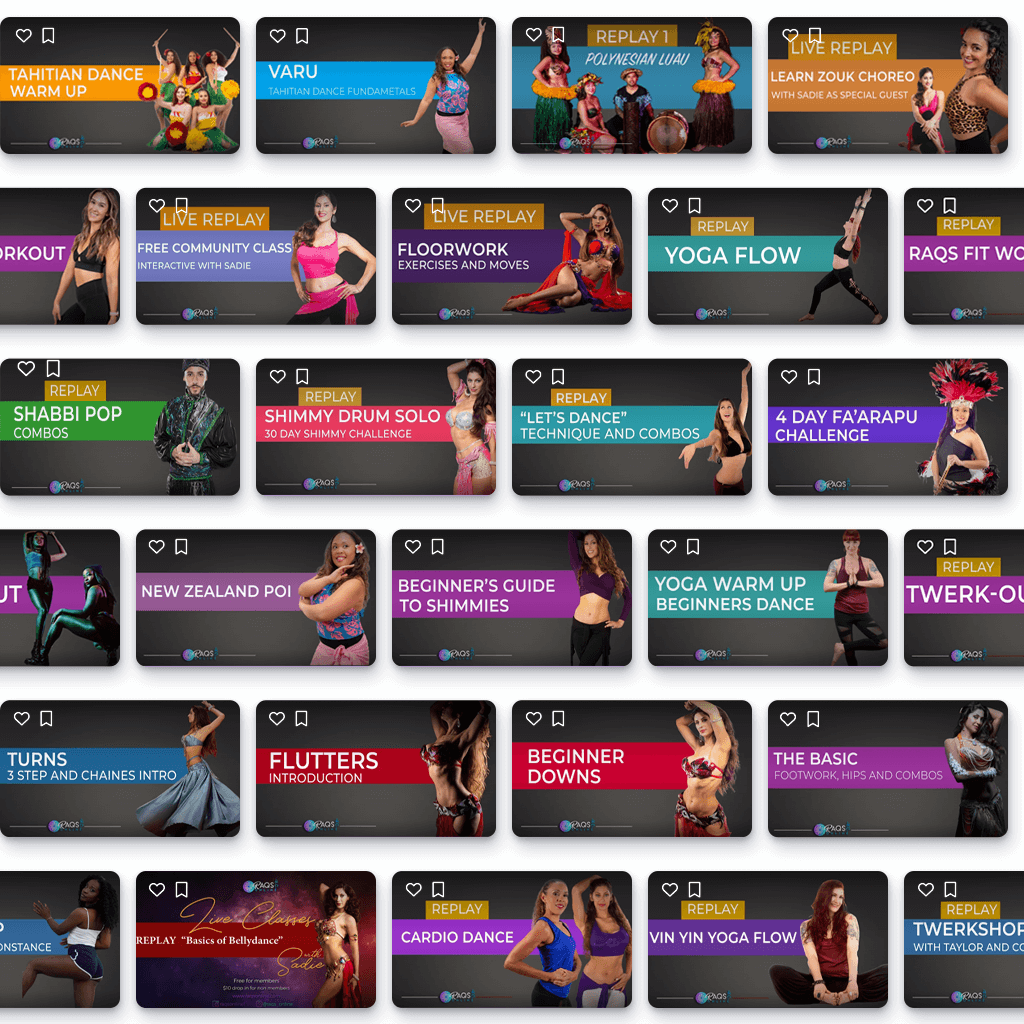 TAHITIAN DANCE
WARM UP
RAQS
VARU
TAHITIAN DANCE FUNDAMETALS
RAQS
REPLAY 1
POLYNESIAN LUAU
RAQS
LIVE REPLAY
LEARN ZOUK CHOREO
WITH SADIE AS SPECIAL GUEST
RAQS
ORKOUT
LIVE REPLAY
FREE COMMUNITY CLASS
INTERACTIVE WITH SADIE
RAQS
LIVE REPLAY
FLOORWORK
EXERCISES AND MOVES
RAQS
REPLAY
YOGA FLOW
RAQS
REPLAY
RAQS FIT WO
RAQS
REPLAY
SHABBI POP
COMBOS
RAQS
REPLAY
SHIMMY DRUM SOLO
30 DAY SHIMMY CHALLENGE
RAQS
REPLAY
“LET’S DANCE”
TECHNIQUE AND COMBOS
RAQS
4 DAY FA’ARAPU
CHALLENGE
RAQS
UT
NEW ZEALAND POI
RAQS
BEGINNER’S GUIDE
TO SHIMMIES
RAQS
YOGA WARM UP
BEGINNERS DANCE
RAQS
REPLAY
TWERK-OU
RAQS
TURNS
3 STEP AND CHAINES INTRO
RAQS
FLUTTERS
INTRODUCTION
RAQS
BEGINNER
DOWNS
RAQS
THE BASIC
FOOTWORK, HIPS AND COMBOS
RAQS
P
ONSTANCE
RAQS
Live Classes
REPLAY “Basics of Bellydance”
with
Sadie
Free for members
$10 drop in for non members
REPLAY
CARDIO DANCE
RAQS
REPLAY
VIN YIN YOGA FLOW
RAQS
REPLAY
TWERKSHOP
WITH TAYLOR AND CO
RAQS